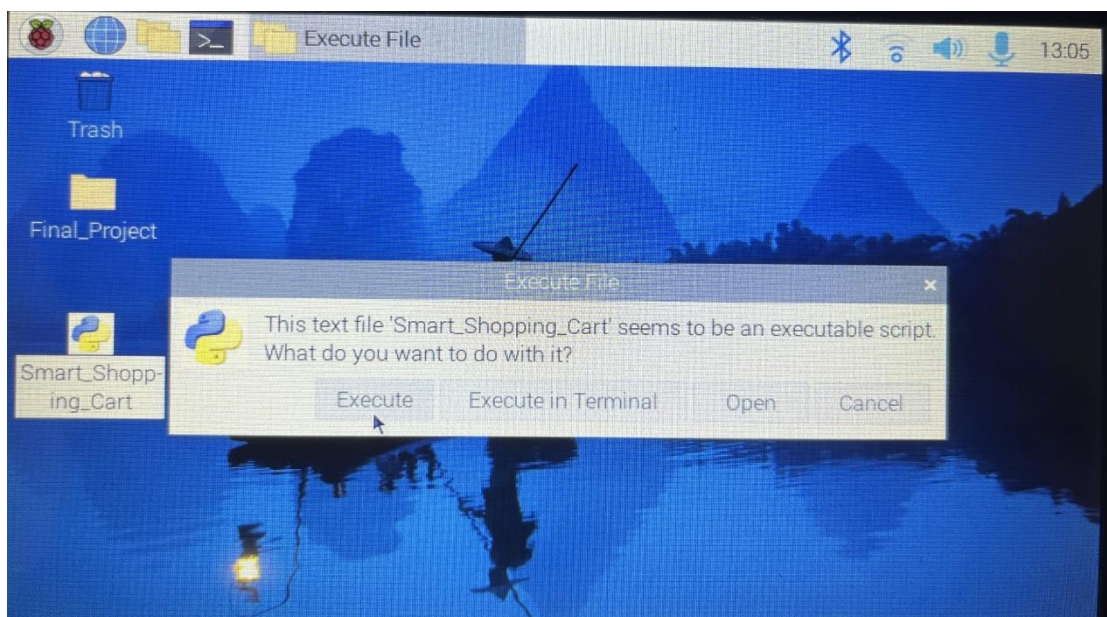 Execute File
13:05
Trash
Final_Project
Execute File
This text file 'Smart_Shopping_Cart' seems to be an executable script.
What do you want to do with it?
Execute
Execute in Terminal
Open
Cancel
Smart_Shopp-
ing_Cart